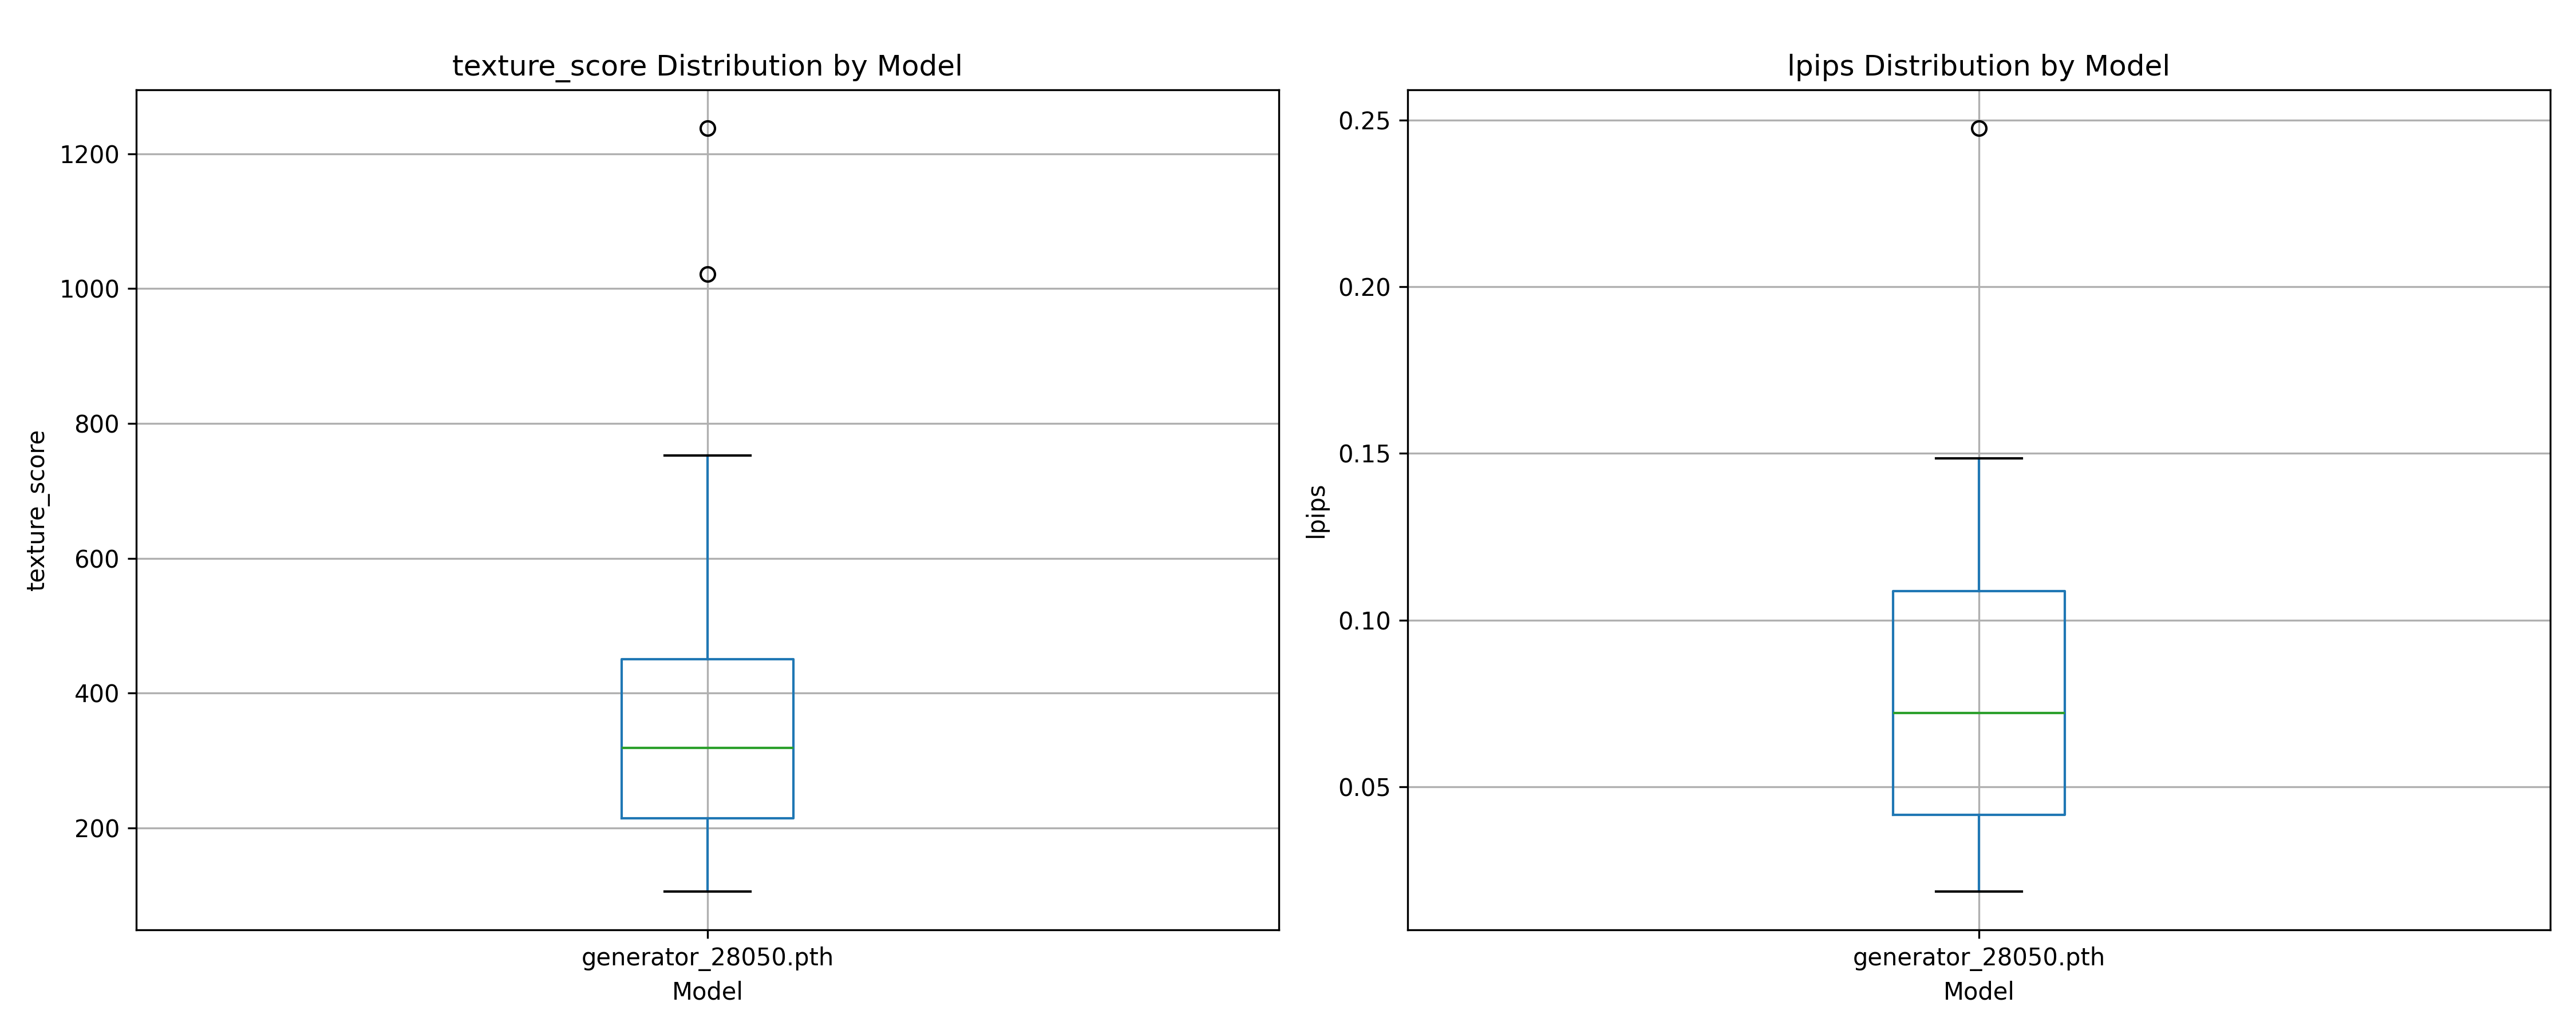 texture_score Distribution by Model
1200
1000
800
600
400
200
texture_score
generator_28050.pth
Model
lpips Distribution by Model
0.25
0.20
0.15
0.10
0.05
lpips
generator_28050.pth
Model